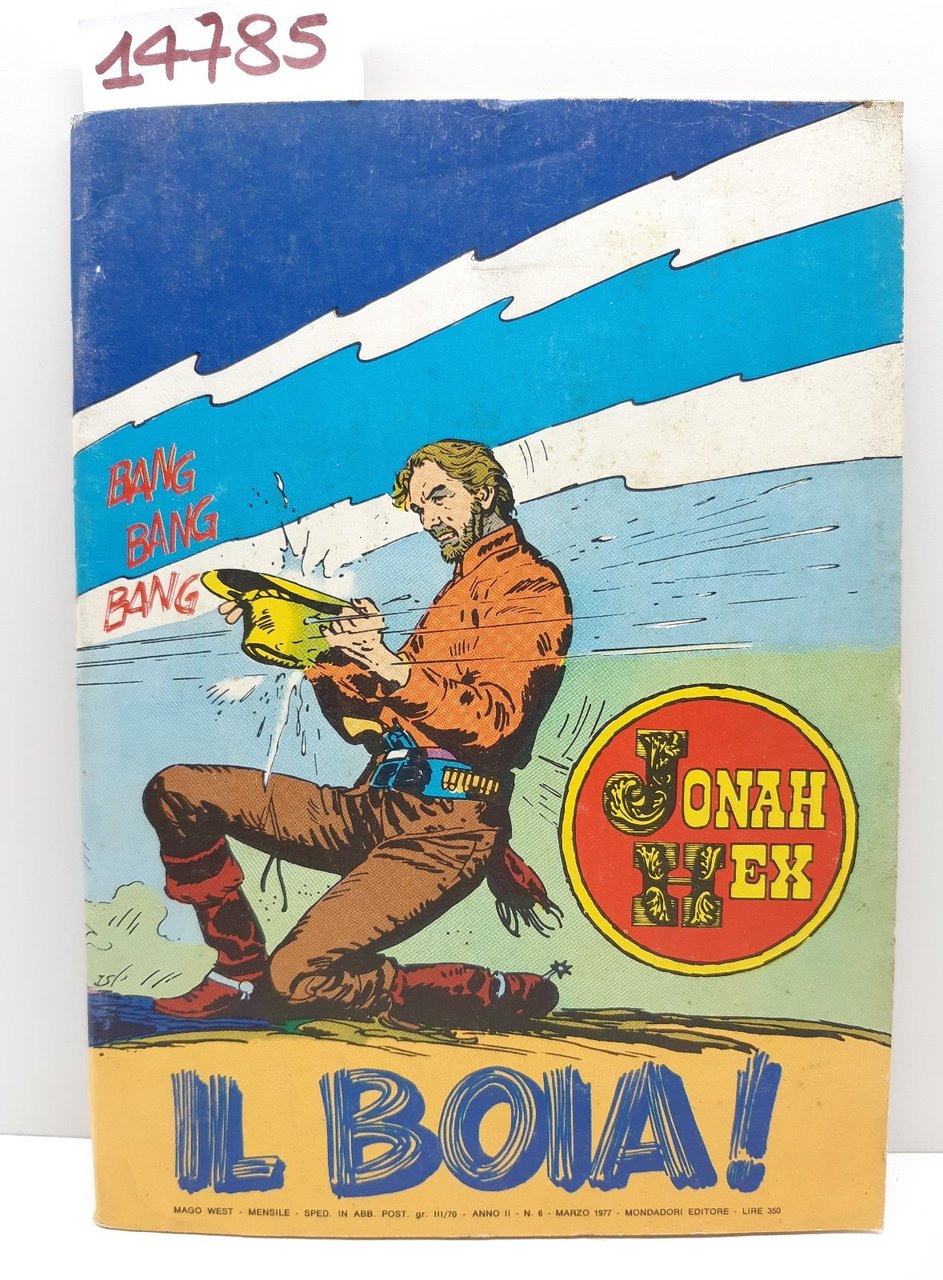 14785
BANG
BANG
BANG
JONAH
HEX
IL BOIA!
MAGO WEST - MENSILE - SPED. IN ABB. POST. gr. III/70 - ANNO II - N. 6 - MARZO 1977 - MONDADORI EDITORE - LIRE 350